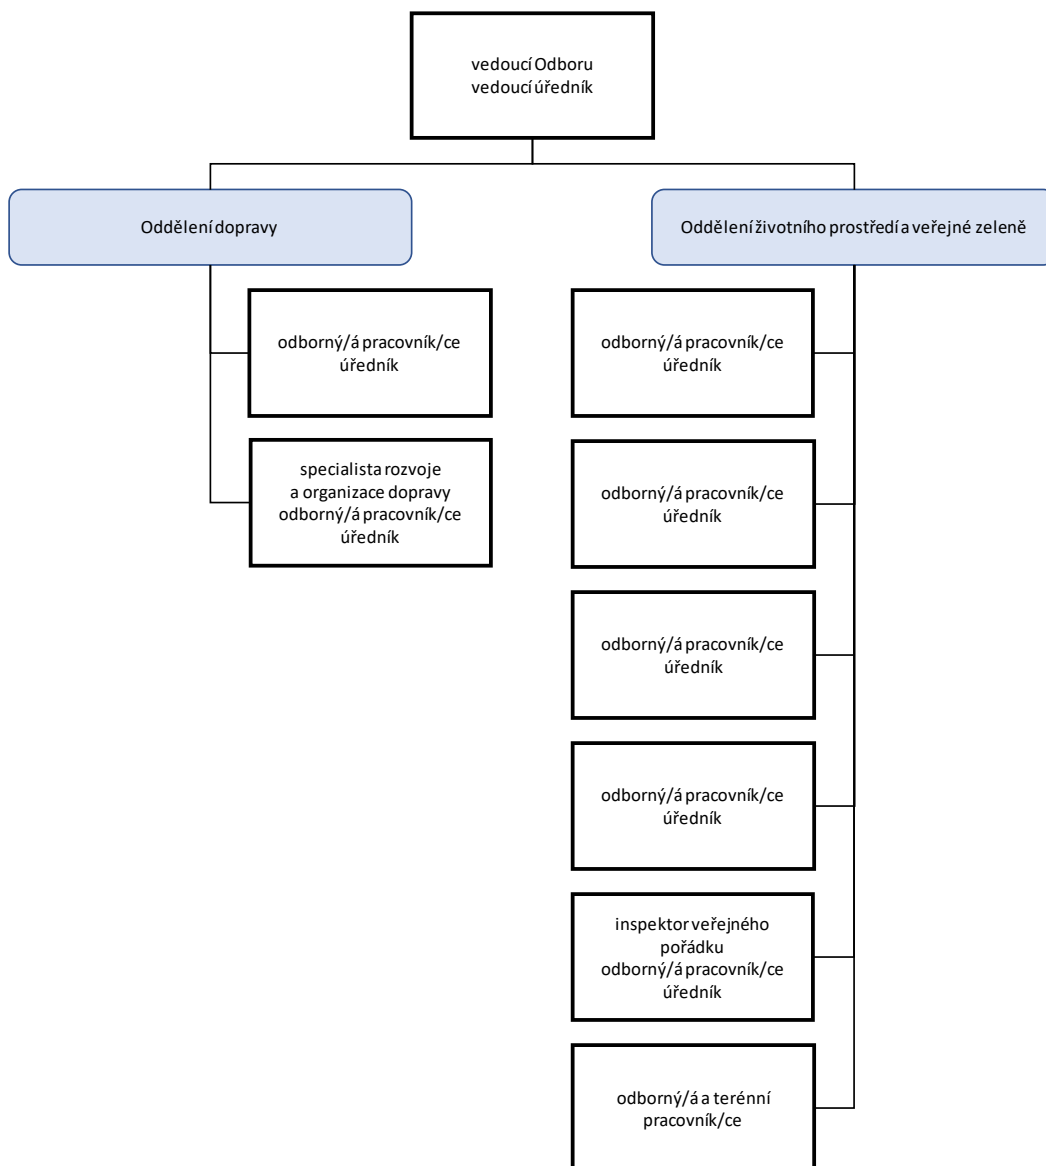 vedoucí Odboru
vedoucí úředník
Oddělení dopravy
Oddělení životního prostředí a veřejné zeleně
odborný/á pracovník/ce
úředník
specialista rozvoje
a organizace dopravy
odborný/á pracovník/ce
úředník
odborný/á pracovník/ce
úředník
odborný/á pracovník/ce
úředník
odborný/á pracovník/ce
úředník
odborný/á pracovník/ce
úředník
inspektor veřejného
pořádku
odborný/á pracovník/ce
úředník
odborný/á a terénní
pracovník/ce